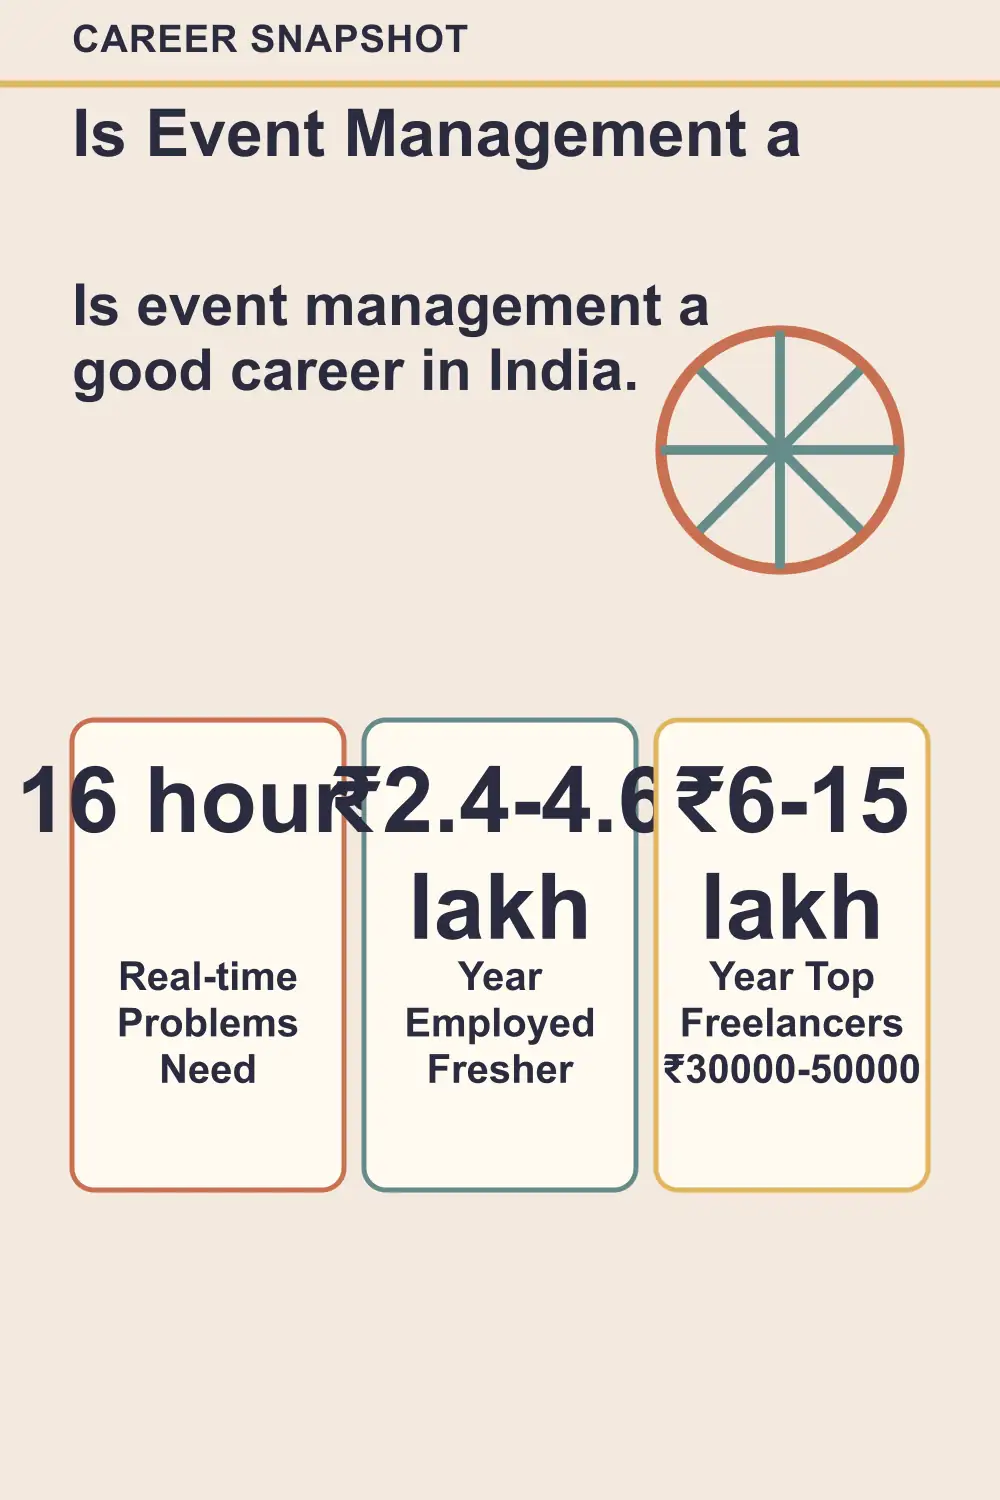 CAREER SNAPSHOT
Is Event Management a
Is event management a
good career in India.
16 hour
Real-time
Problems
Need
₹2.4-4.6
lakh
Year
Employed
Fresher
₹6-15
lakh
Year Top
Freelancers
₹30000-50000